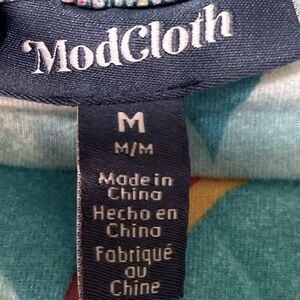 ModCloth
M
M/M
Made in
China
Hecho en
China
Fabriqué
au
Chine